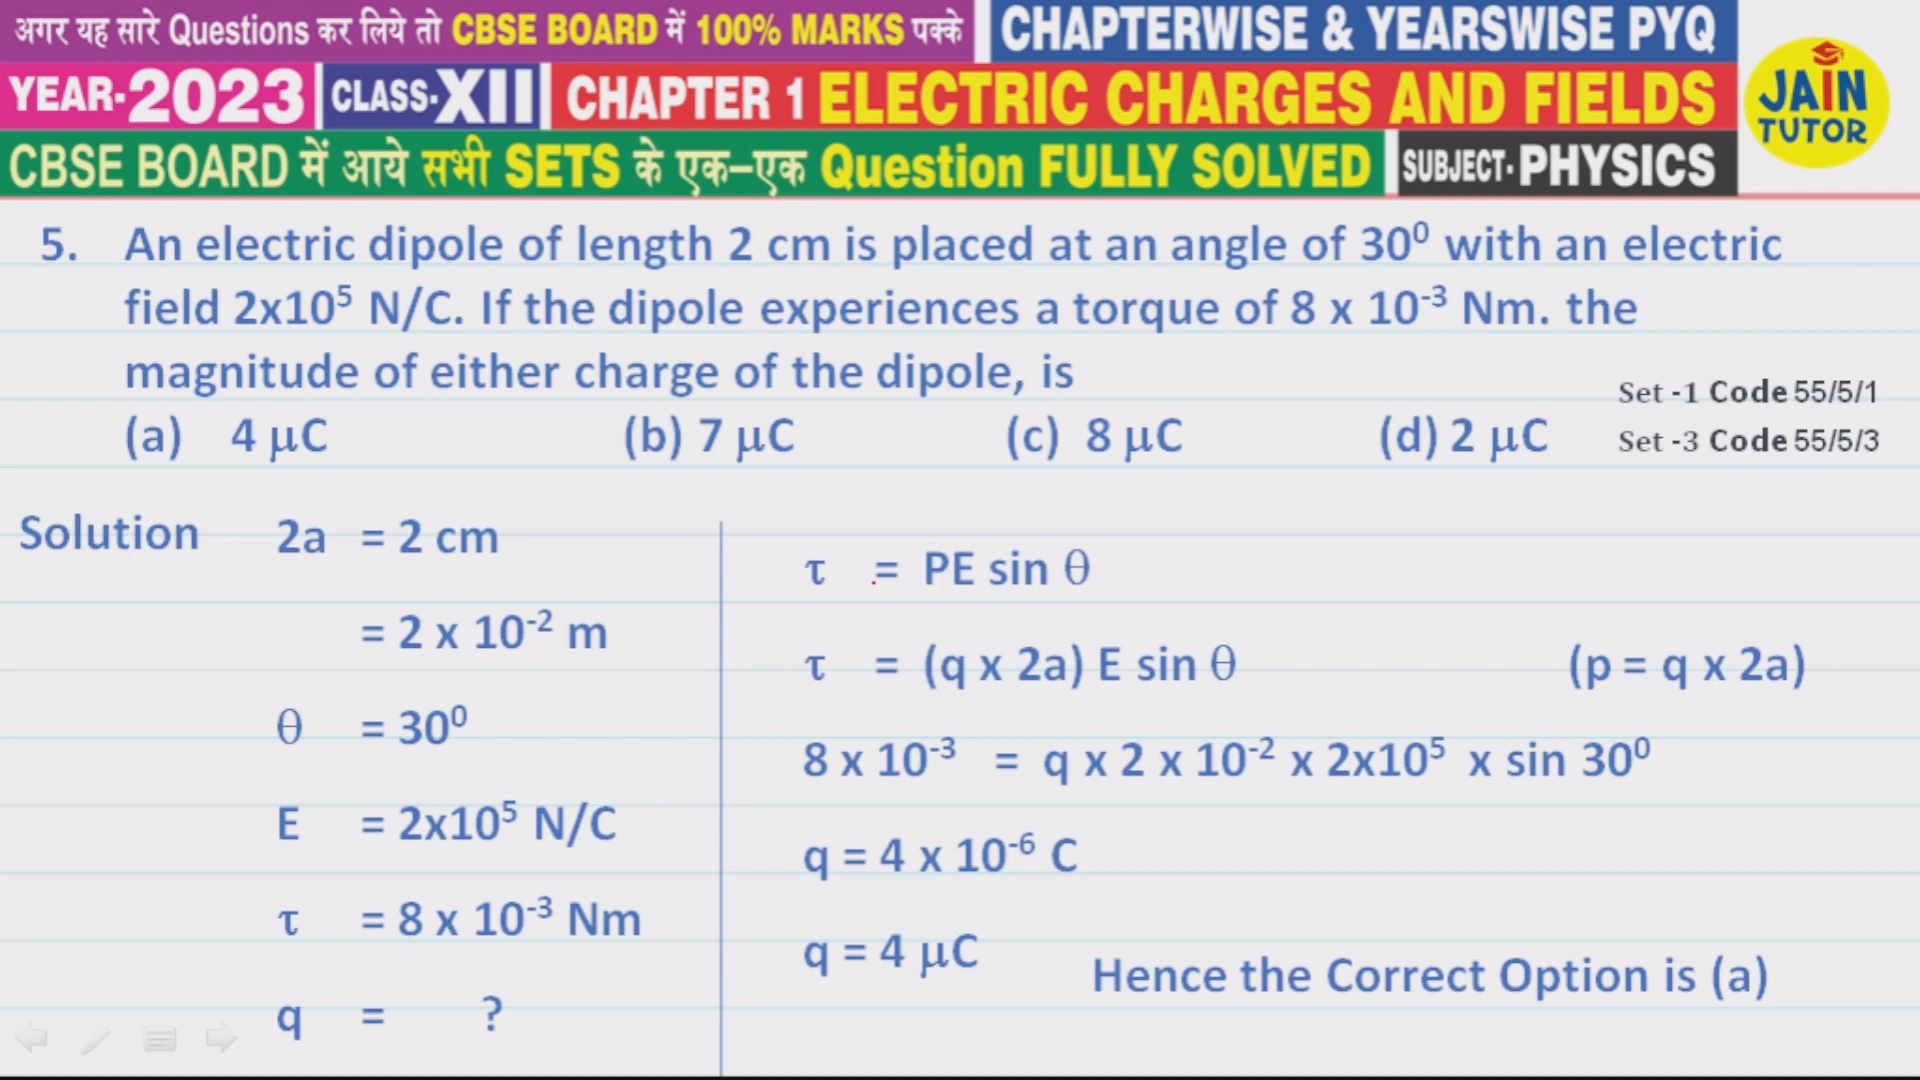 अगर यह सारे Questions कर लिये तो CBSE BOARD में 100% MARKS पक्के
CHAPTERWISE & YEARSWISE PYQ
YEAR-2023 CLASS-XII CHAPTER 1 ELECTRIC CHARGES AND FIELDS
JAIN
TUTOR
CBSE BOARD में आये सभी SETS के एक–एक Question FULLY SOLVED
SUBJECT- PHYSICS
5. An electric dipole of length 2 cm is placed at an angle of 30⁰ with an electric
field 2x10⁵ N/C. If the dipole experiences a torque of 8 x 10⁻³ Nm. the
magnitude of either charge of the dipole, is
Set -1 Code 55/5/1
(a) 4 μC (b) 7 μC (c) 8 μC (d) 2 μC
Set -3 Code 55/5/3
Solution 2a = 2 cm
= 2 x 10⁻² m
θ = 30⁰
E = 2x10⁵ N/C
τ = 8 x 10⁻³ Nm
q = ?
τ = PE sin θ
τ = (q x 2a) E sin θ (p = q x 2a)
8 x 10⁻³ = q x 2 x 10⁻² x 2x10⁵ x sin 30⁰
q = 4 x 10⁻⁶ C
q = 4 μC
Hence the Correct Option is (a)